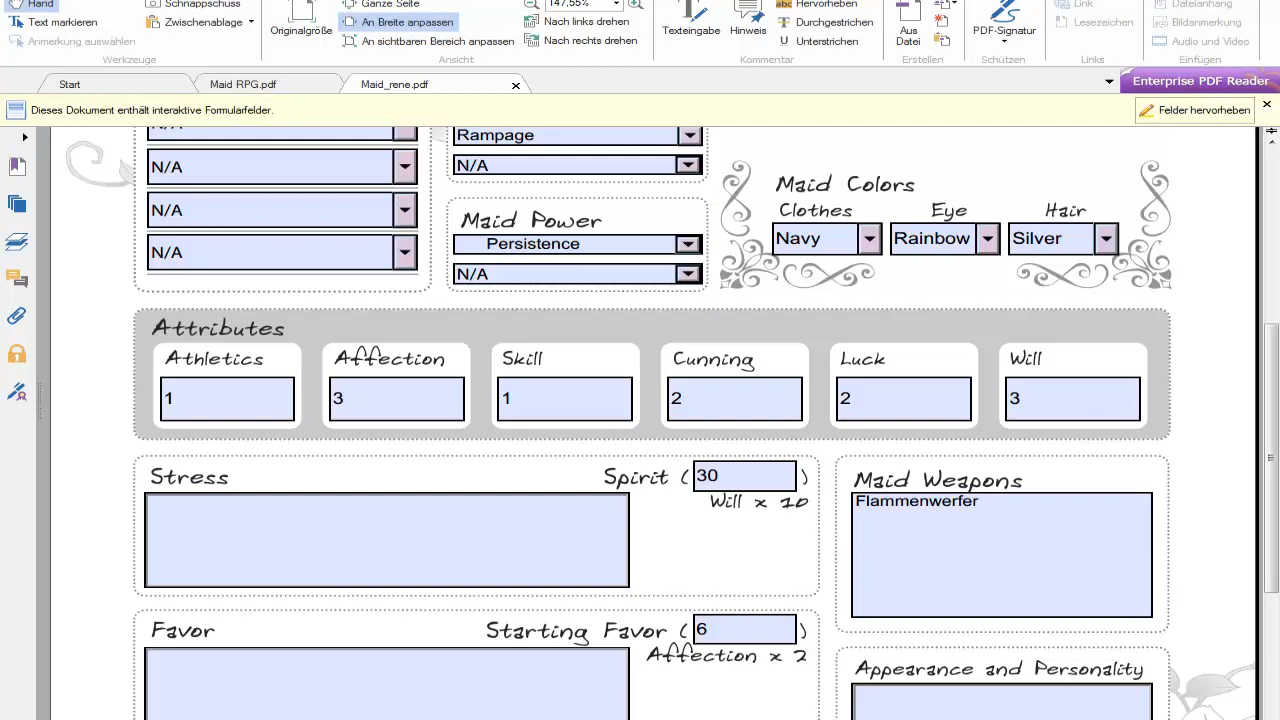 Hand
Text markieren
Anmerkung auswählen
Schnappschuss
Zwischenablage
Werkzeuge
Originalgröße
Ganze Seite
An Breite anpassen
An sichtbaren Bereich anpassen
147,55%
Nach links drehen
Nach rechts drehen
Ansicht
Texteingabe
Hinweis
Hervorheben
Durchgestrichen
Unterstrichen
Kommentar
Aus Datei
Erstellen
PDF-Signatur
Schützen
Link
Lesezeichen
Links
Dateianhang
Bildanmerkung
Audio und Video
Einfügen
Start
Maid RPG.pdf
Maid_rene.pdf
Enterprise PDF Reader
Dieses Dokument enthält interaktive Formularfelder.
Felder hervorheben
N/A
N/A
N/A
N/A
Rampage
N/A
Maid Power
Persistence
N/A
Maid Colors
Clothes Eye Hair
Navy Rainbow Silver
Attributes
Athletics Affection Skill Cunning Luck Will
1 3 1 2 2 3
Stress
Spirit ( 30 )
Will x 10
Maid Weapons
Flammenwerfer
Favor
Starting Favor ( 6 )
Affection x 2
Appearance and Personality